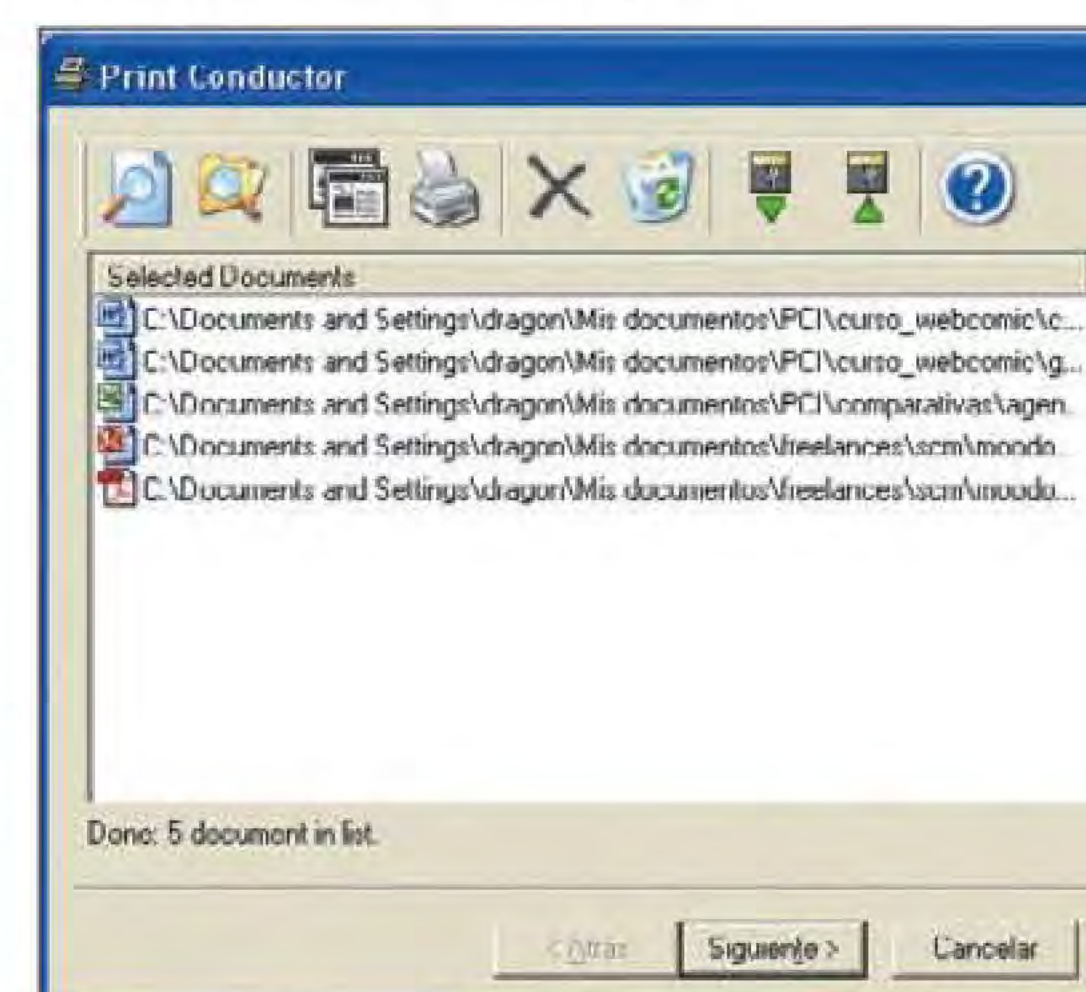 Print Conductor
Selected Documents
C:\Documents and Settings\dragon\Mis documentos\PCI\curso_webcomic\c...
C:\Documents and Settings\dragon\Mis documentos\PCI\curso_webcomic\g...
C:\Documents and Settings\dragon\Mis documentos\PCI\comparativas\agen...
C:\Documents and Settings\dragon\Mis documentos\freelances\scm\moodo...
C:\Documents and Settings\dragon\Mis documentos\freelances\scm\moodo...
Done: 5 document in list.
< Atrás Siguiente > Cancelar